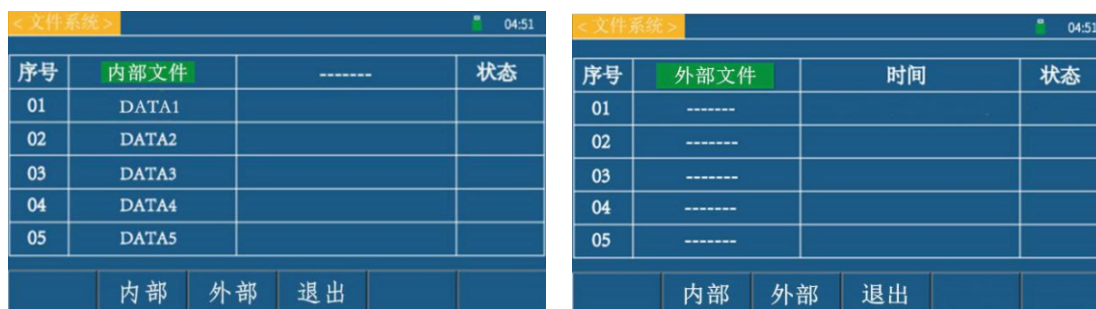 <文件系统> 04:51
序号 内部文件 ------- 状态
01 DATA1
02 DATA2
03 DATA3
04 DATA4
05 DATA5
内部 外部 退出
<文件系统> 04:51
序号 外部文件 时间 状态
01 -------
02 -------
03 -------
04 -------
05 -------
内部 外部 退出